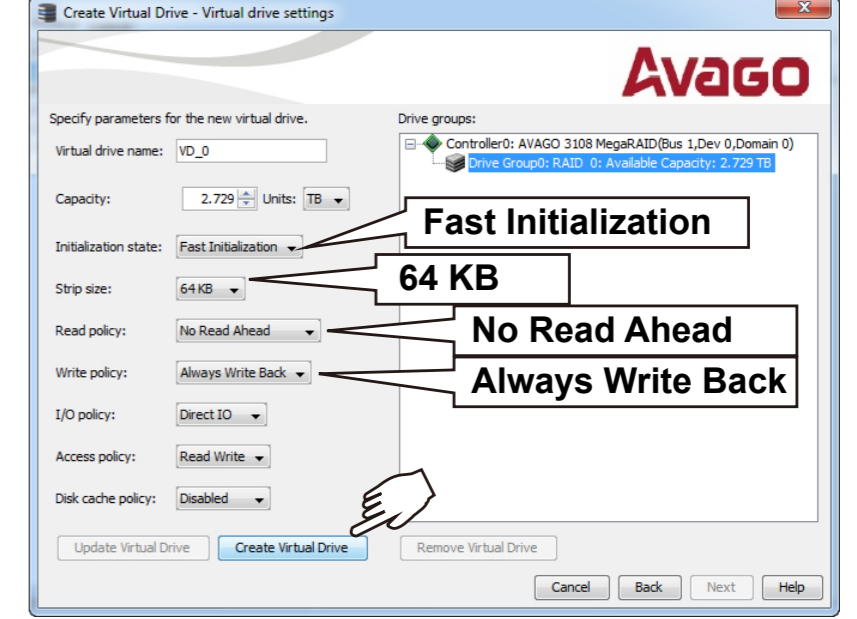 Create Virtual Drive - Virtual drive settings
AVAGO
Specify parameters for the new virtual drive.
Drive groups:
Virtual drive name: VD_0
Controller0: AVAGO 3108 MegaRAID(Bus 1,Dev 0,Domain 0)
Drive Group0: RAID 0: Available Capacity: 2.729 TB
Capacity: 2.729 Units: TB
Fast Initialization
Initialization state: Fast Initialization
64 KB
Strip size: 64 KB
Read policy: No Read Ahead
No Read Ahead
Write policy: Always Write Back
Always Write Back
I/O policy: Direct IO
Access policy: Read Write
Disk cache policy: Disabled
Update Virtual Drive Create Virtual Drive Remove Virtual Drive
Cancel Back Next Help